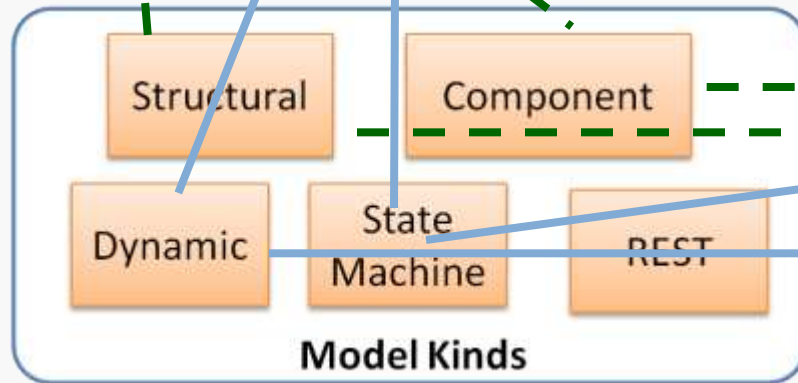 Structural
Component
Dynamic
State
Machine
REST
Model Kinds